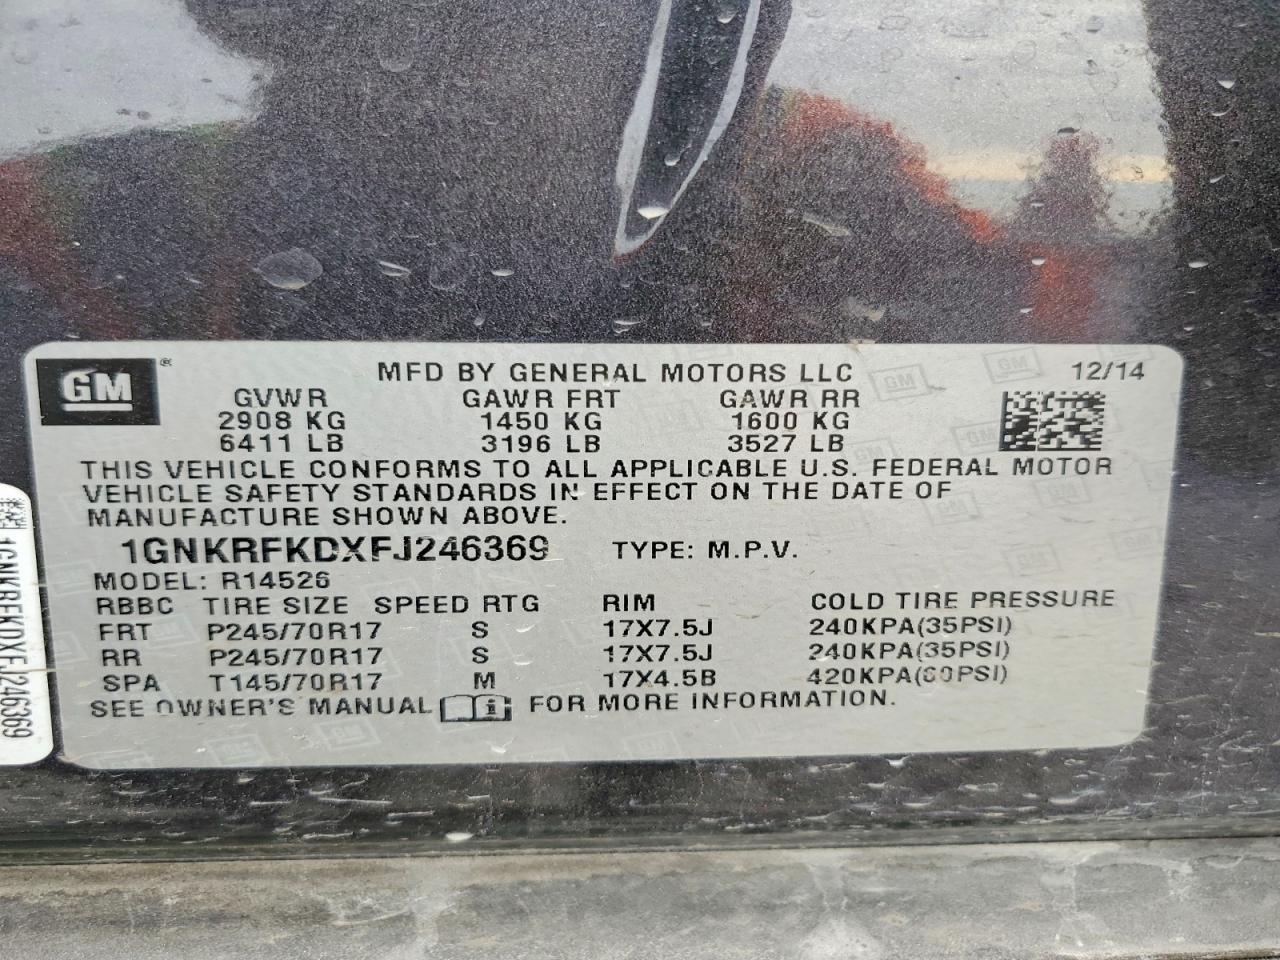 GM ®
MFD BY GENERAL MOTORS LLC 12/14
GVWR GAWR FRT GAWR RR
2908 KG 1450 KG 1600 KG
6411 LB 3196 LB 3527 LB
THIS VEHICLE CONFORMS TO ALL APPLICABLE U.S. FEDERAL MOTOR
VEHICLE SAFETY STANDARDS IN EFFECT ON THE DATE OF
MANUFACTURE SHOWN ABOVE.
1GNKRFKDXFJ246369 TYPE: M.P.V.
MODEL: R14526
RBBC TIRE SIZE SPEED RTG RIM COLD TIRE PRESSURE
FRT P245/70R17 S 17X7.5J 240KPA(35PSI)
RR P245/70R17 S 17X7.5J 240KPA(35PSI)
SPA T145/70R17 M 17X4.5B 420KPA(60PSI)
SEE OWNER'S MANUAL i FOR MORE INFORMATION.
1GNKRFKDXFJ246369